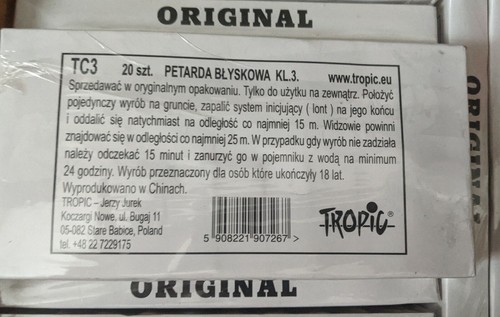 ORIGINAL
TC3 20 szt. PETARDA BŁYSKOWA KL.3. www.tropic.eu
Sprzedawać w oryginalnym opakowaniu. Tylko do użytku na zewnątrz. Położyć
pojedynczy wyrób na gruncie, zapalić system inicjujący ( lont ) na jego końcu
i oddalić się natychmiast na odległość co najmniej 15 m. Widzowie powinni
znajdować się w odległości co najmniej 25 m. W przypadku gdy wyrób nie zadziała
należy odczekać 15 minut i zanurzyć go w pojemniku z wodą na minimum
24 godziny. Wyrób przeznaczony dla osób które ukończyły 18 lat.
Wyprodukowano w Chinach.
TROPIC – Jerzy Jurek
Koczargi Nowe, ul. Bugaj 11
05-082 Stare Babice, Poland
tel. +48 22 7229175
5 908221 907267 >
TROPIC®
ORIGINAL
ORIGINAL